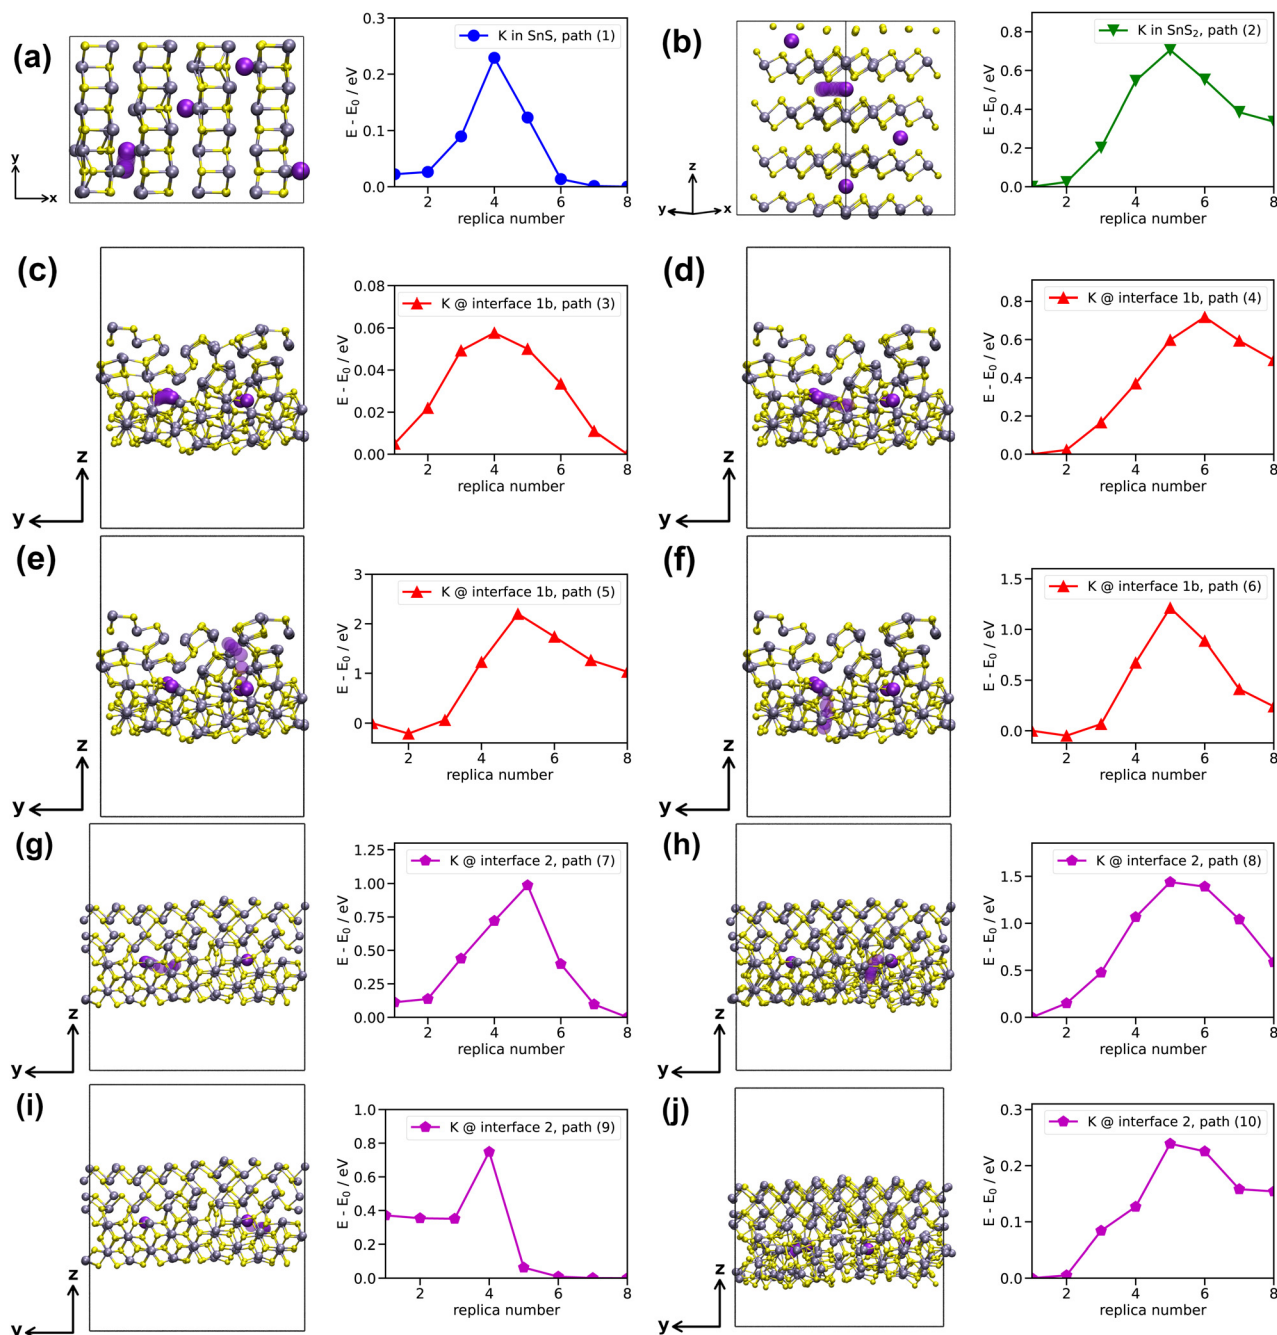 (a)
y
x
0.3
0.2
0.1
0.0
E - E₀ / eV
K in SnS, path (1)
2 4 6 8
replica number
(b)
z
y x
0.8
0.6
0.4
0.2
0.0
E - E₀ / eV
K in SnS₂, path (2)
2 4 6 8
replica number
(c)
z
y
0.08
0.06
0.04
0.02
0.00
E - E₀ / eV
K @ interface 1b, path (3)
2 4 6 8
replica number
(d)
z
y
0.8
0.6
0.4
0.2
0.0
E - E₀ / eV
K @ interface 1b, path (4)
2 4 6 8
replica number
(e)
z
y
3
2
1
0
E - E₀ / eV
K @ interface 1b, path (5)
2 4 6 8
replica number
(f)
z
y
1.5
1.0
0.5
0.0
E - E₀ / eV
K @ interface 1b, path (6)
2 4 6 8
replica number
(g)
z
y
1.25
1.00
0.75
0.50
0.25
0.00
E - E₀ / eV
K @ interface 2, path (7)
2 4 6 8
replica number
(h)
z
y
1.5
1.0
0.5
0.0
E - E₀ / eV
K @ interface 2, path (8)
2 4 6 8
replica number
(i)
z
y
1.0
0.8
0.6
0.4
0.2
0.0
E - E₀ / eV
K @ interface 2, path (9)
2 4 6 8
replica number
(j)
z
y
0.3
0.2
0.1
0.0
E - E₀ / eV
K @ interface 2, path (10)
2 4 6 8
replica number